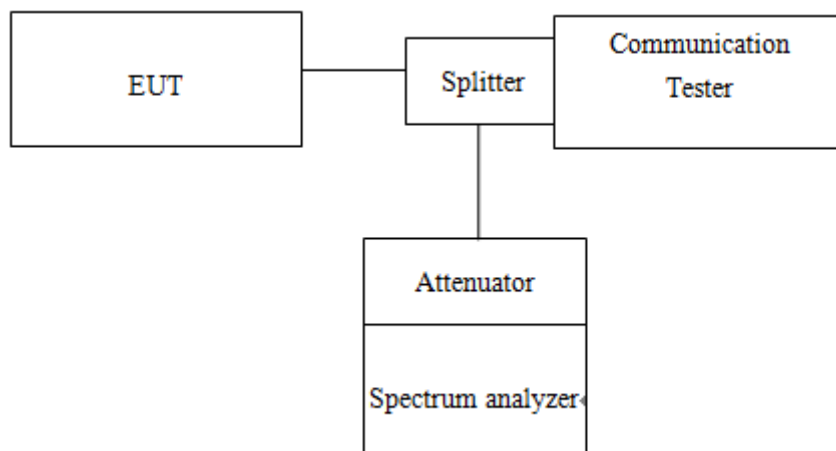 EUT
Splitter
Communication
Tester
Attenuator
Spectrum analyzer